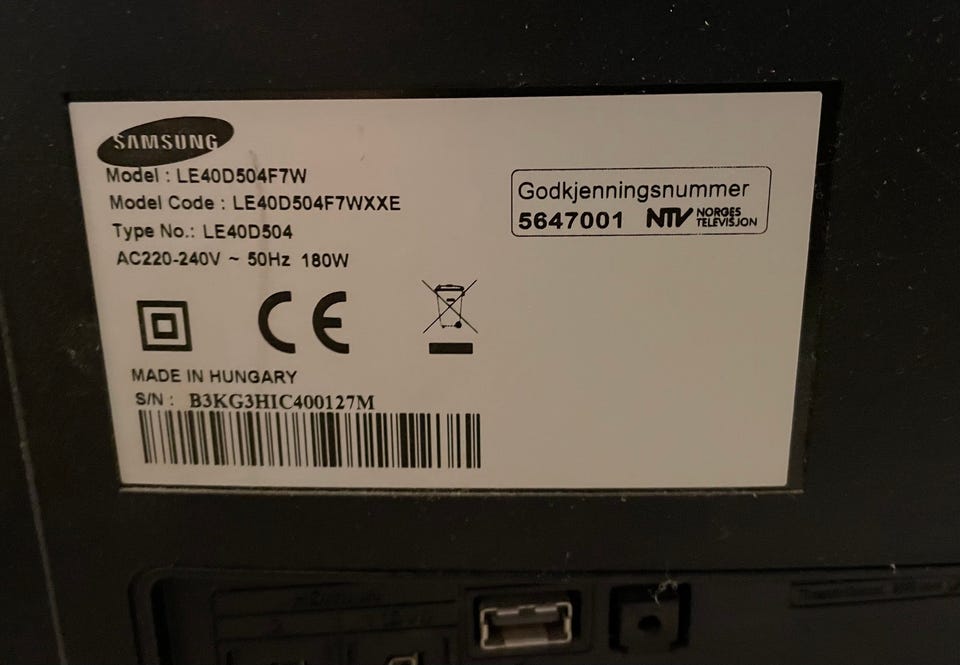 SAMSUNG
Model : LE40D504F7W
Model Code : LE40D504F7WXXE
Type No.: LE40D504
AC220-240V ~ 50Hz 180W
Godkjenningsnummer
5647001 NTV NORGES TELEVISJON
CE
MADE IN HUNGARY
S/N : B3KG3HIC400127M